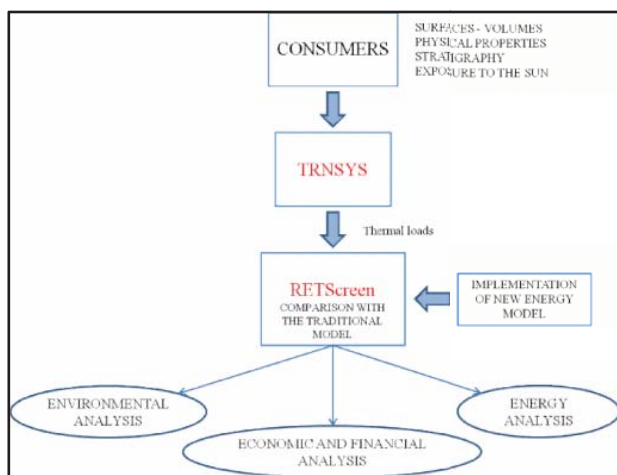 CONSUMERS
SURFACES - VOLUMES
PHYSICAL PROPERTIES
STRATIGRAPHY
EXPOSURE TO THE SUN
TRNSYS
Thermal loads
RETScreen
COMPARISON WITH
THE TRADITIONAL
MODEL
IMPLEMENTATION
OF NEW ENERGY
MODEL
ENVIRONMENTAL
ANALYSIS
ECONOMIC AND FINANCIAL
ANALYSIS
ENERGY
ANALYSIS